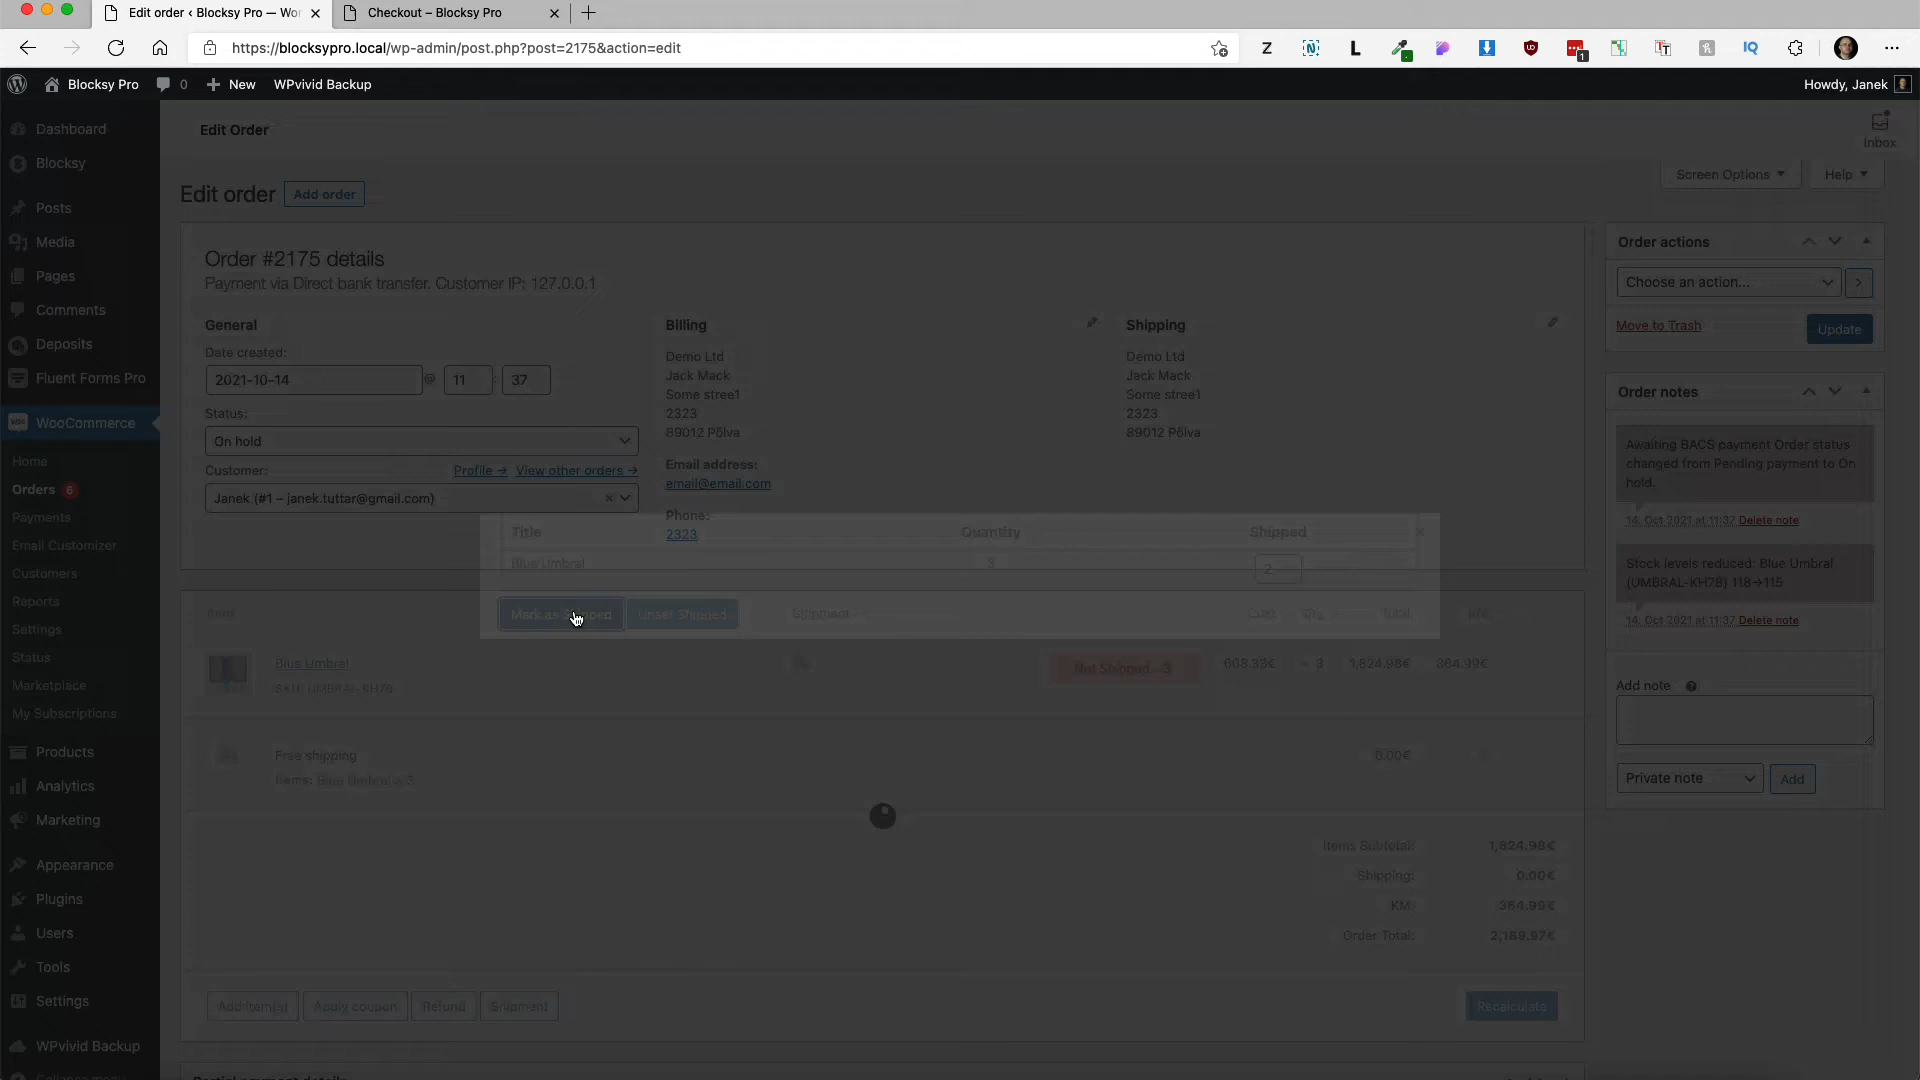 Edit order ‹ Blocksy Pro — Wor
Checkout – Blocksy Pro
https://blocksypro.local/wp-admin/post.php?post=2175&action=edit
Blocksy Pro
0
New
WPvivid Backup
Howdy, Janek
Dashboard
Blocksy
Posts
Media
Pages
Comments
Deposits
Fluent Forms Pro
WooCommerce
Home
Orders 6
Payments
Email Customizer
Customers
Reports
Settings
Status
Marketplace
My Subscriptions
Products
Analytics
Marketing
Appearance
Plugins
Users
Tools
Settings
WPvivid Backup
Collapse menu
Edit Order
Inbox
Screen Options
Help
Edit order
Add order
Order #2175 details
Payment via Direct bank transfer. Customer IP: 127.0.0.1
General
Date created:
2021-10-14 @ 11 : 37
Status:
On hold
Customer:
Profile →
View other orders →
Janek (#1 – janek.tuttar@gmail.com)
Billing
Demo Ltd
Jack Mack
Some stree1
2323
89012 Põlva
Email address:
email@email.com
Phone:
2323
Shipping
Demo Ltd
Jack Mack
Some stree1
2323
89012 Põlva
Title
Quantity
Shipped
Blue Umbral
3
2
Mark as Shipped
Unset Shipped
Item
Shipment
Cost
Qty
Total
KM
Blue Umbral
SKU: UMBRAL-KH78
Not Shipped - 3
608.33€
× 3
1,824.98€
364.99€
Free shipping
Items: Blue Umbral × 3
0.00€
Items Subtotal: 1,824.98€
Shipping: 0.00€
KM: 364.99€
Order Total: 2,189.97€
Add item(s)
Apply coupon
Refund
Shipment
Recalculate
Partial payment details
Order actions
Choose an action...
Move to Trash
Update
Order notes
Awaiting BACS payment Order status
changed from Pending payment to On
hold.
14. Oct 2021 at 11:37 Delete note
Stock levels reduced: Blue Umbral
(UMBRAL-KH78) 118→115
14. Oct 2021 at 11:37 Delete note
Add note
Private note
Add